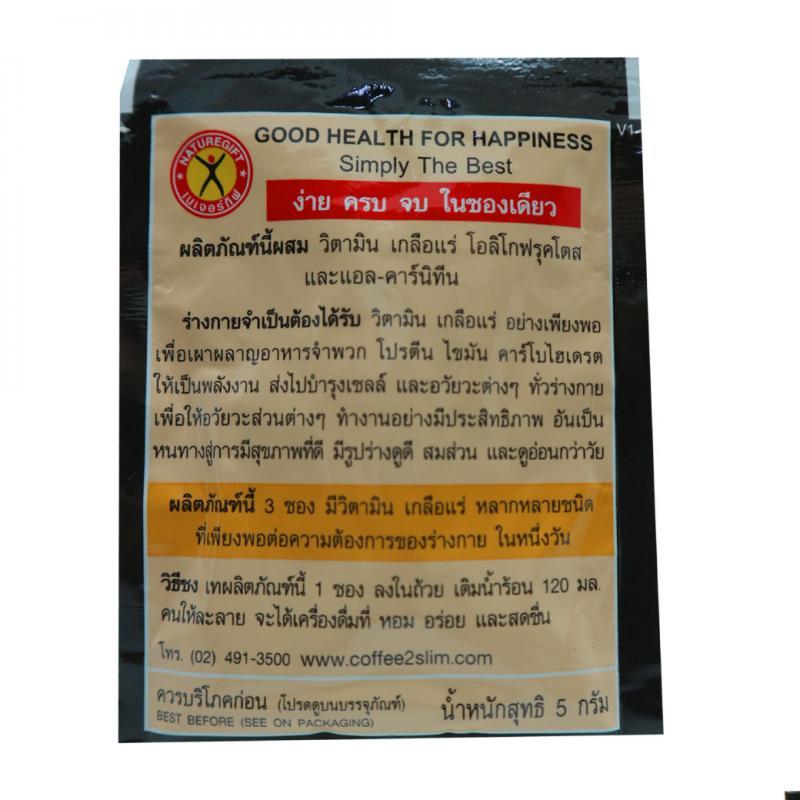 V1
NATUREGIFT
เนเจอร์กิฟ
GOOD HEALTH FOR HAPPINESS
Simply The Best
ง่าย ครบ จบ ในซองเดียว
ผลิตภัณฑ์นี้ผสม วิตามิน เกลือแร่ โอลิโกฟรุคโตส
และแอล-คาร์นิทีน
ร่างกายจำเป็นต้องได้รับ วิตามิน เกลือแร่ อย่างเพียงพอ
เพื่อเผาผลาญอาหารจำพวก โปรตีน ไขมัน คาร์โบไฮเดรต
ให้เป็นพลังงาน ส่งไปบำรุงเซลล์ และอวัยวะต่างๆ ทั่วร่างกาย
เพื่อให้อวัยวะส่วนต่างๆ ทำงานอย่างมีประสิทธิภาพ อันเป็น
หนทางสู่การมีสุขภาพที่ดี มีรูปร่างดูดี สมส่วน และดูอ่อนกว่าวัย
ผลิตภัณฑ์นี้ 3 ซอง มีวิตามิน เกลือแร่ หลากหลายชนิด
ที่เพียงพอต่อความต้องการของร่างกาย ในหนึ่งวัน
วิธีชง เทผลิตภัณฑ์นี้ 1 ซอง ลงในถ้วย เติมน้ำร้อน 120 มล.
คนให้ละลาย จะได้เครื่องดื่มที่ หอม อร่อย และสดชื่น
โทร. (02) 491-3500 www.coffee2slim.com
ควรบริโภคก่อน (โปรดดูบนบรรจุภัณฑ์) น้ำหนักสุทธิ 5 กรัม
BEST BEFORE (SEE ON PACKAGING)